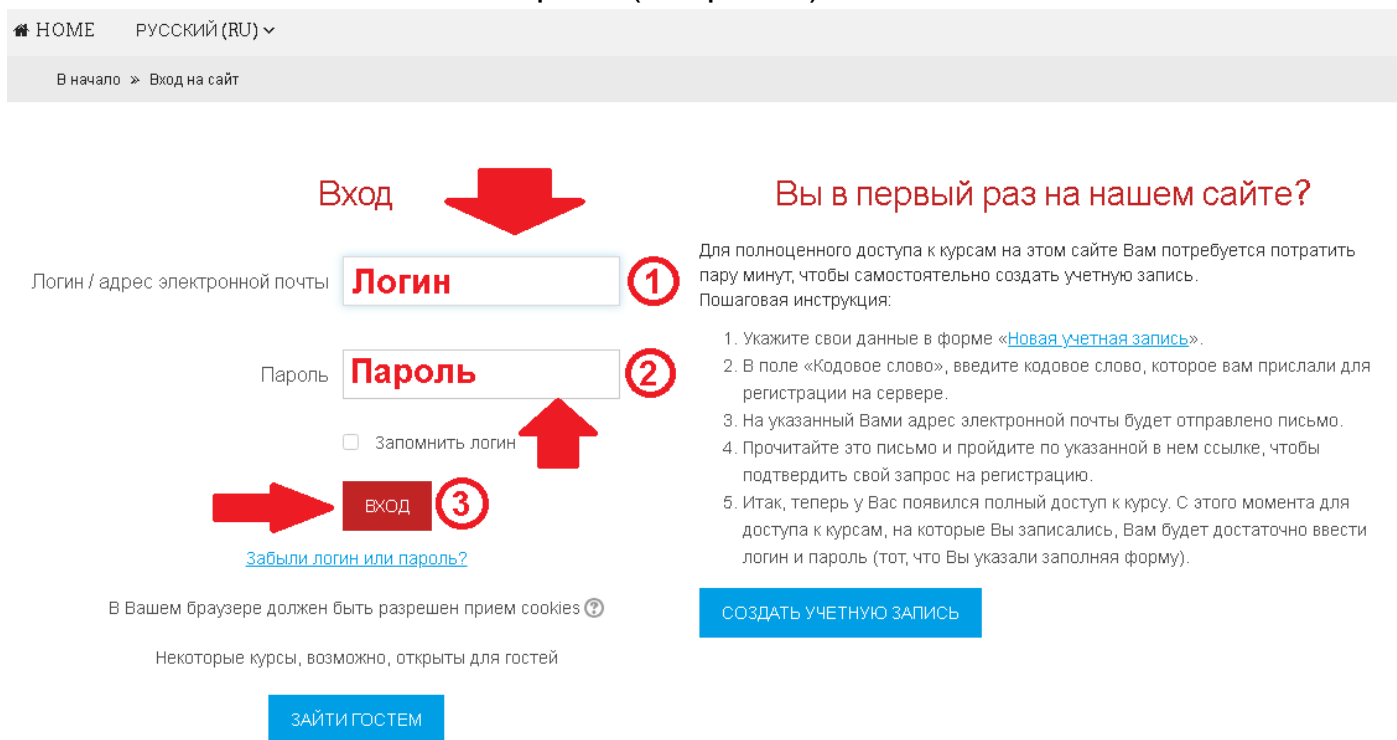 HOME РУССКИЙ (RU)
В начало » Вход на сайт
Вход
Логин / адрес электронной почты Логин 1
Пароль Пароль 2
Запомнить логин
ВХОД 3
Забыли логин или пароль?
В Вашем браузере должен быть разрешен прием cookies ?
Некоторые курсы, возможно, открыты для гостей
ЗАЙТИ ГОСТЕМ
Вы в первый раз на нашем сайте?
Для полноценного доступа к курсам на этом сайте Вам потребуется потратить
пару минут, чтобы самостоятельно создать учетную запись.
Пошаговая инструкция:
1. Укажите свои данные в форме «Новая учетная запись».
2. В поле «Кодовое слово», введите кодовое слово, которое вам прислали для
регистрации на сервере.
3. На указанный Вами адрес электронной почты будет отправлено письмо.
4. Прочитайте это письмо и пройдите по указанной в нем ссылке, чтобы
подтвердить свой запрос на регистрацию.
5. Итак, теперь у Вас появился полный доступ к курсу. С этого момента для
доступа к курсам, на которые Вы записались, Вам будет достаточно ввести
логин и пароль (тот, что Вы указали заполняя форму).
СОЗДАТЬ УЧЕТНУЮ ЗАПИСЬ